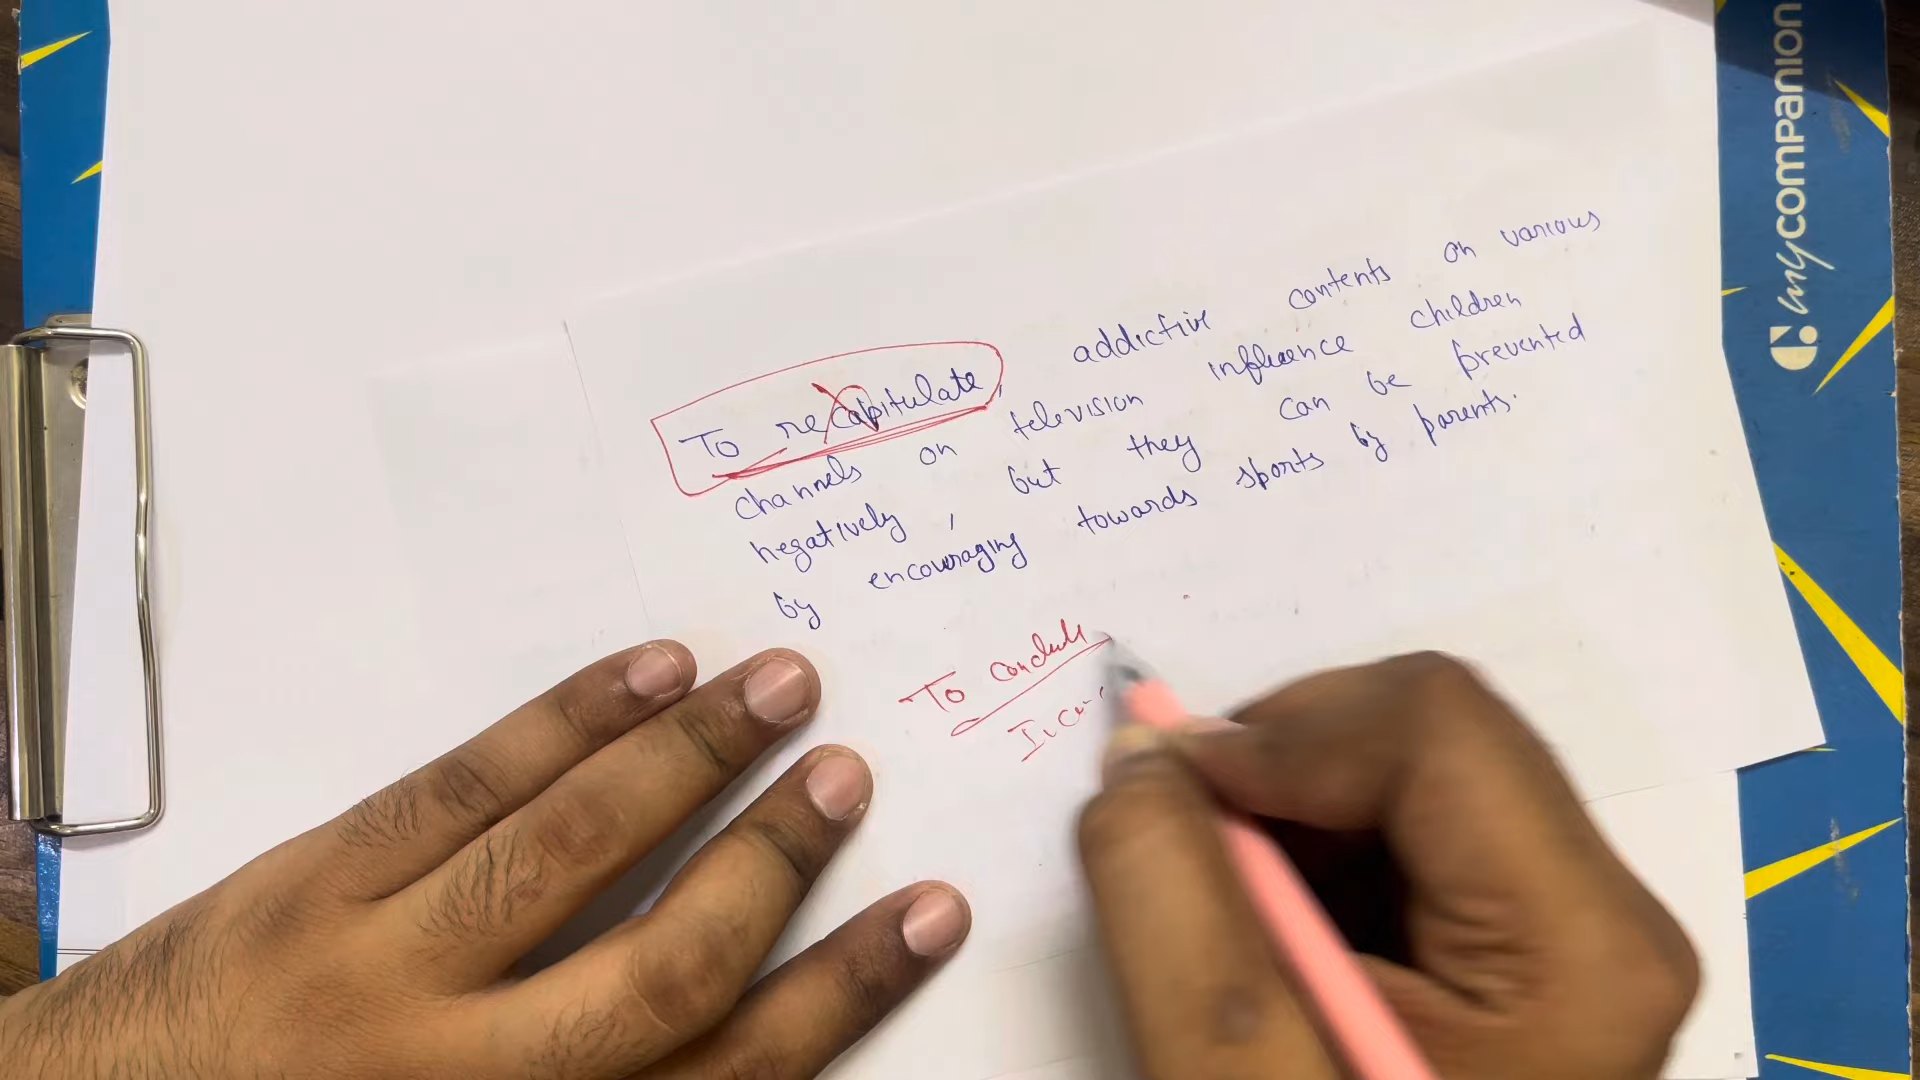 To recapitulate, addictive contents on various
channels on television influence children
negatively, but they can be prevented
by encouraging towards sports by parents.
To conclude
mycompanion